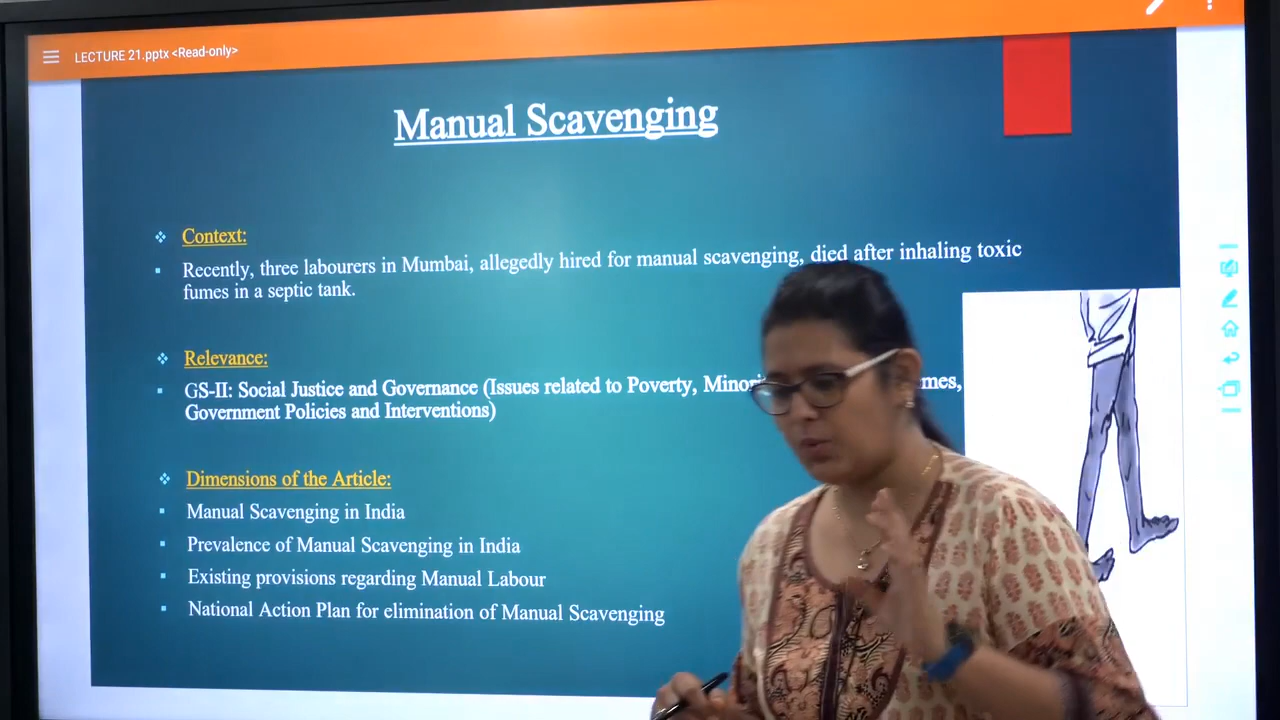 LECTURE 21.pptx <Read-only>
Manual Scavenging
Context:
Recently, three labourers in Mumbai, allegedly hired for manual scavenging, died after inhaling toxic
fumes in a septic tank.
Relevance:
GS-II: Social Justice and Governance (Issues related to Poverty,
Government Policies and Interventions)
Dimensions of the Article:
Manual Scavenging in India
Prevalence of Manual Scavenging in India
Existing provisions regarding Manual Labour
National Action Plan for elimination of Manual Scavenging